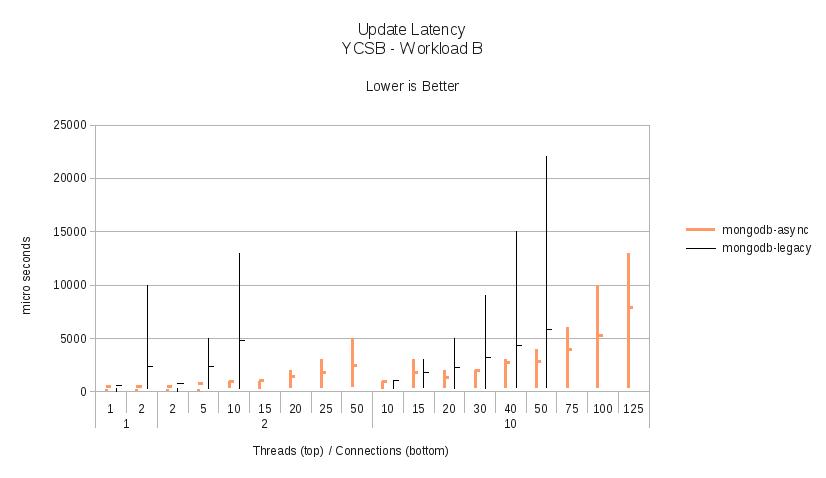 Update Latency
YCSB - Workload B
Lower is Better
25000
20000
15000
10000
5000
0
micro seconds
mongodb-async
mongodb-legacy
1 2 2 5 10 15 20 25 50 10 15 20 30 40 50 75 100 125
1 2 10
Threads (top) / Connections (bottom)